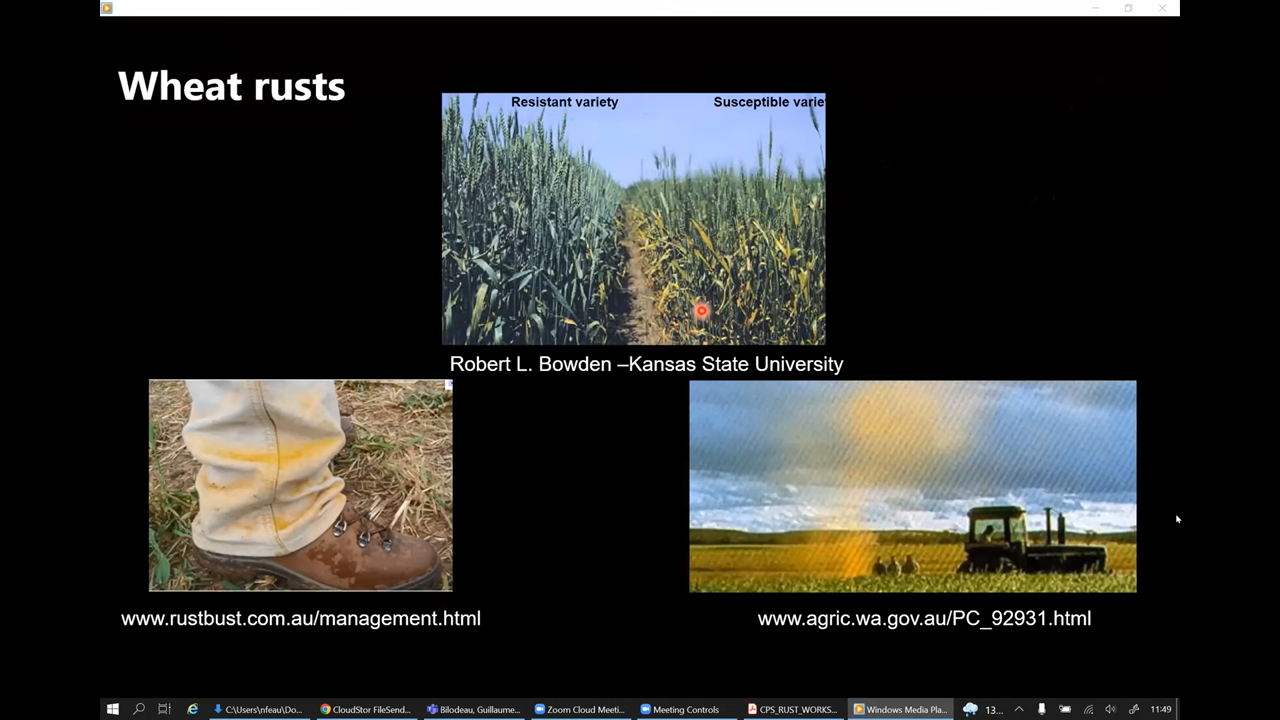 Wheat rusts
Resistant variety
Susceptible varie
Robert L. Bowden –Kansas State University
www.rustbust.com.au/management.html
www.agric.wa.gov.au/PC_92931.html
C:\Users\nfeau\Do...
CloudStor FileSend...
Bilodeau, Guillaume...
Zoom Cloud Meeti...
Meeting Controls
CPS_RUST_WORKS...
Windows Media Pla...
13...
11:49